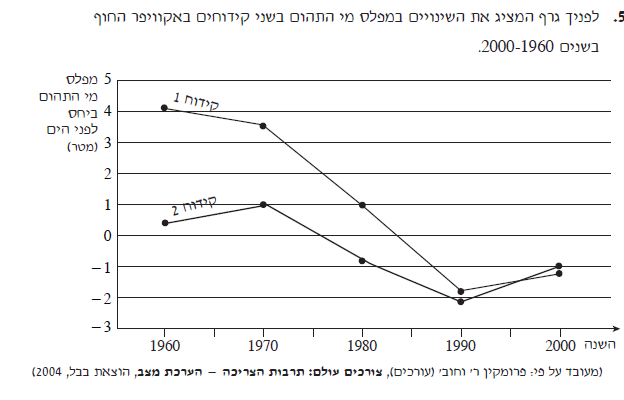 5. לפניך גרף המציג את השינויים במפלס מי התהום בשני קידוחים באקוויפר החוף
בשנים 2000-1960.
מפלס
מי התהום
ביחס
לפני הים
(מטר)
5
4
3
2
1
0
−1
−2
−3
קידוח 1
קידוח 2
1960 1970 1980 1990 2000 השנה
(מעובד על פי: פרומקין ר' וחוב' (עורכים), צורכים עולם: תרבות הצריכה – הערכת מצב, הוצאת בבל, 2004)